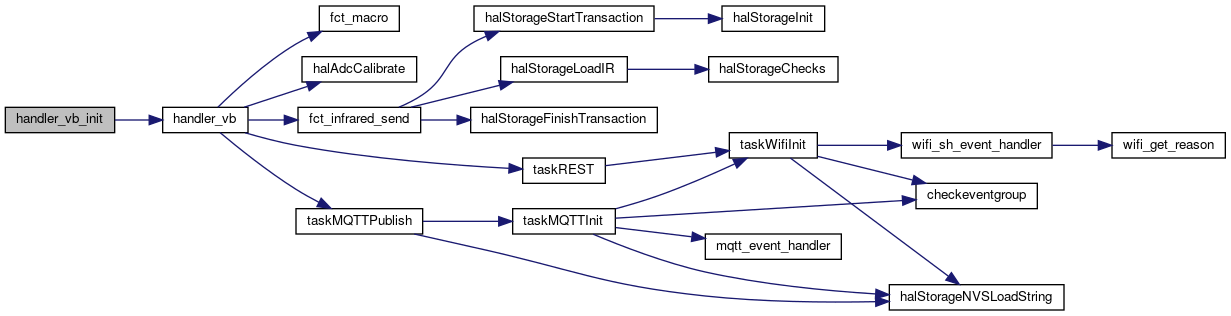 handler_vb_init
handler_vb
fct_macro
halAdcCalibrate
fct_infrared_send
taskREST
taskMQTTPublish
halStorageStartTransaction
halStorageInit
halStorageLoadIR
halStorageChecks
halStorageFinishTransaction
taskWifiInit
wifi_sh_event_handler
wifi_get_reason
checkeventgroup
taskMQTTInit
mqtt_event_handler
halStorageNVSLoadString